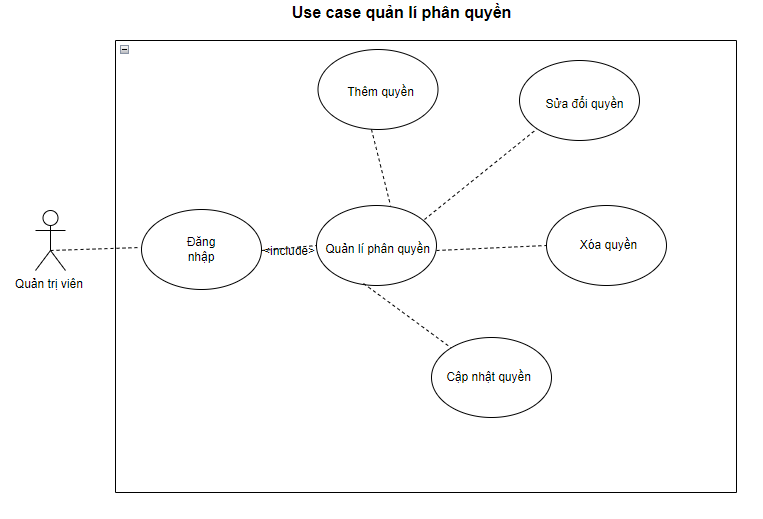 Use case quản lí phân quyền
Thêm quyền
Sửa đổi quyền
Đăng
nhập
<include>
Quản lí phân quyền
Xóa quyền
Quản trị viên
Cập nhật quyền